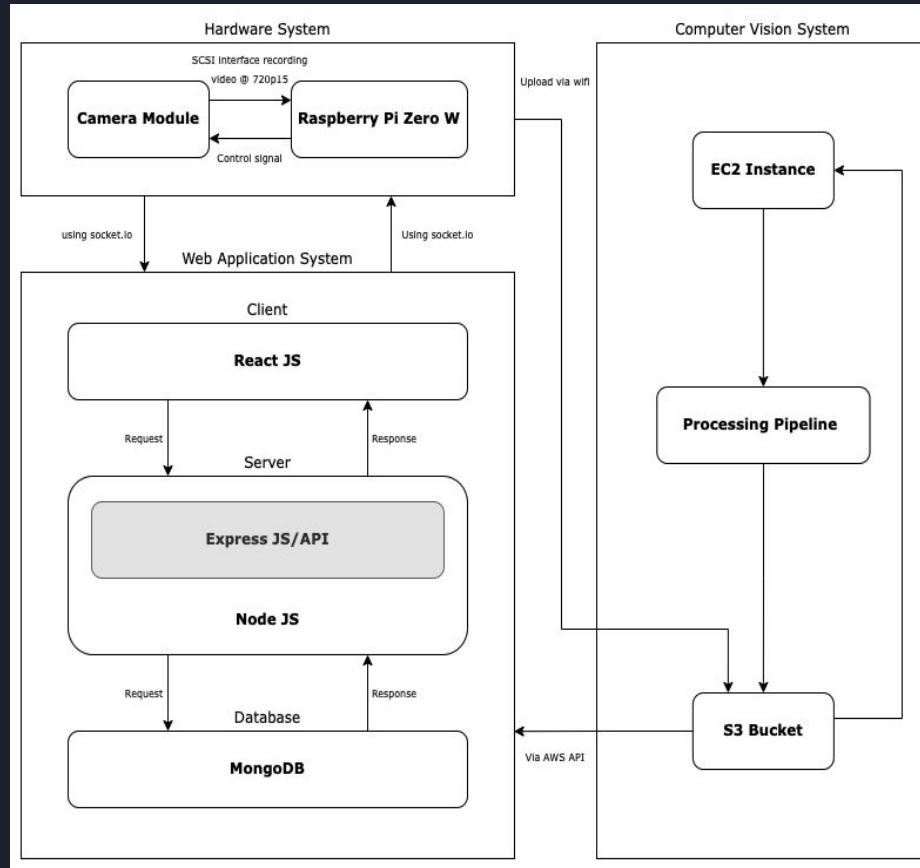 Hardware System
SCSI interface recording
video @ 720p15
Camera Module
Raspberry Pi Zero W
Control signal
Upload via wifi
Computer Vision System
EC2 Instance
using socket.io
Using socket.io
Web Application System
Client
React JS
Request
Response
Server
Express JS/API
Node JS
Processing Pipeline
Request
Response
Database
MongoDB
S3 Bucket
Via AWS API